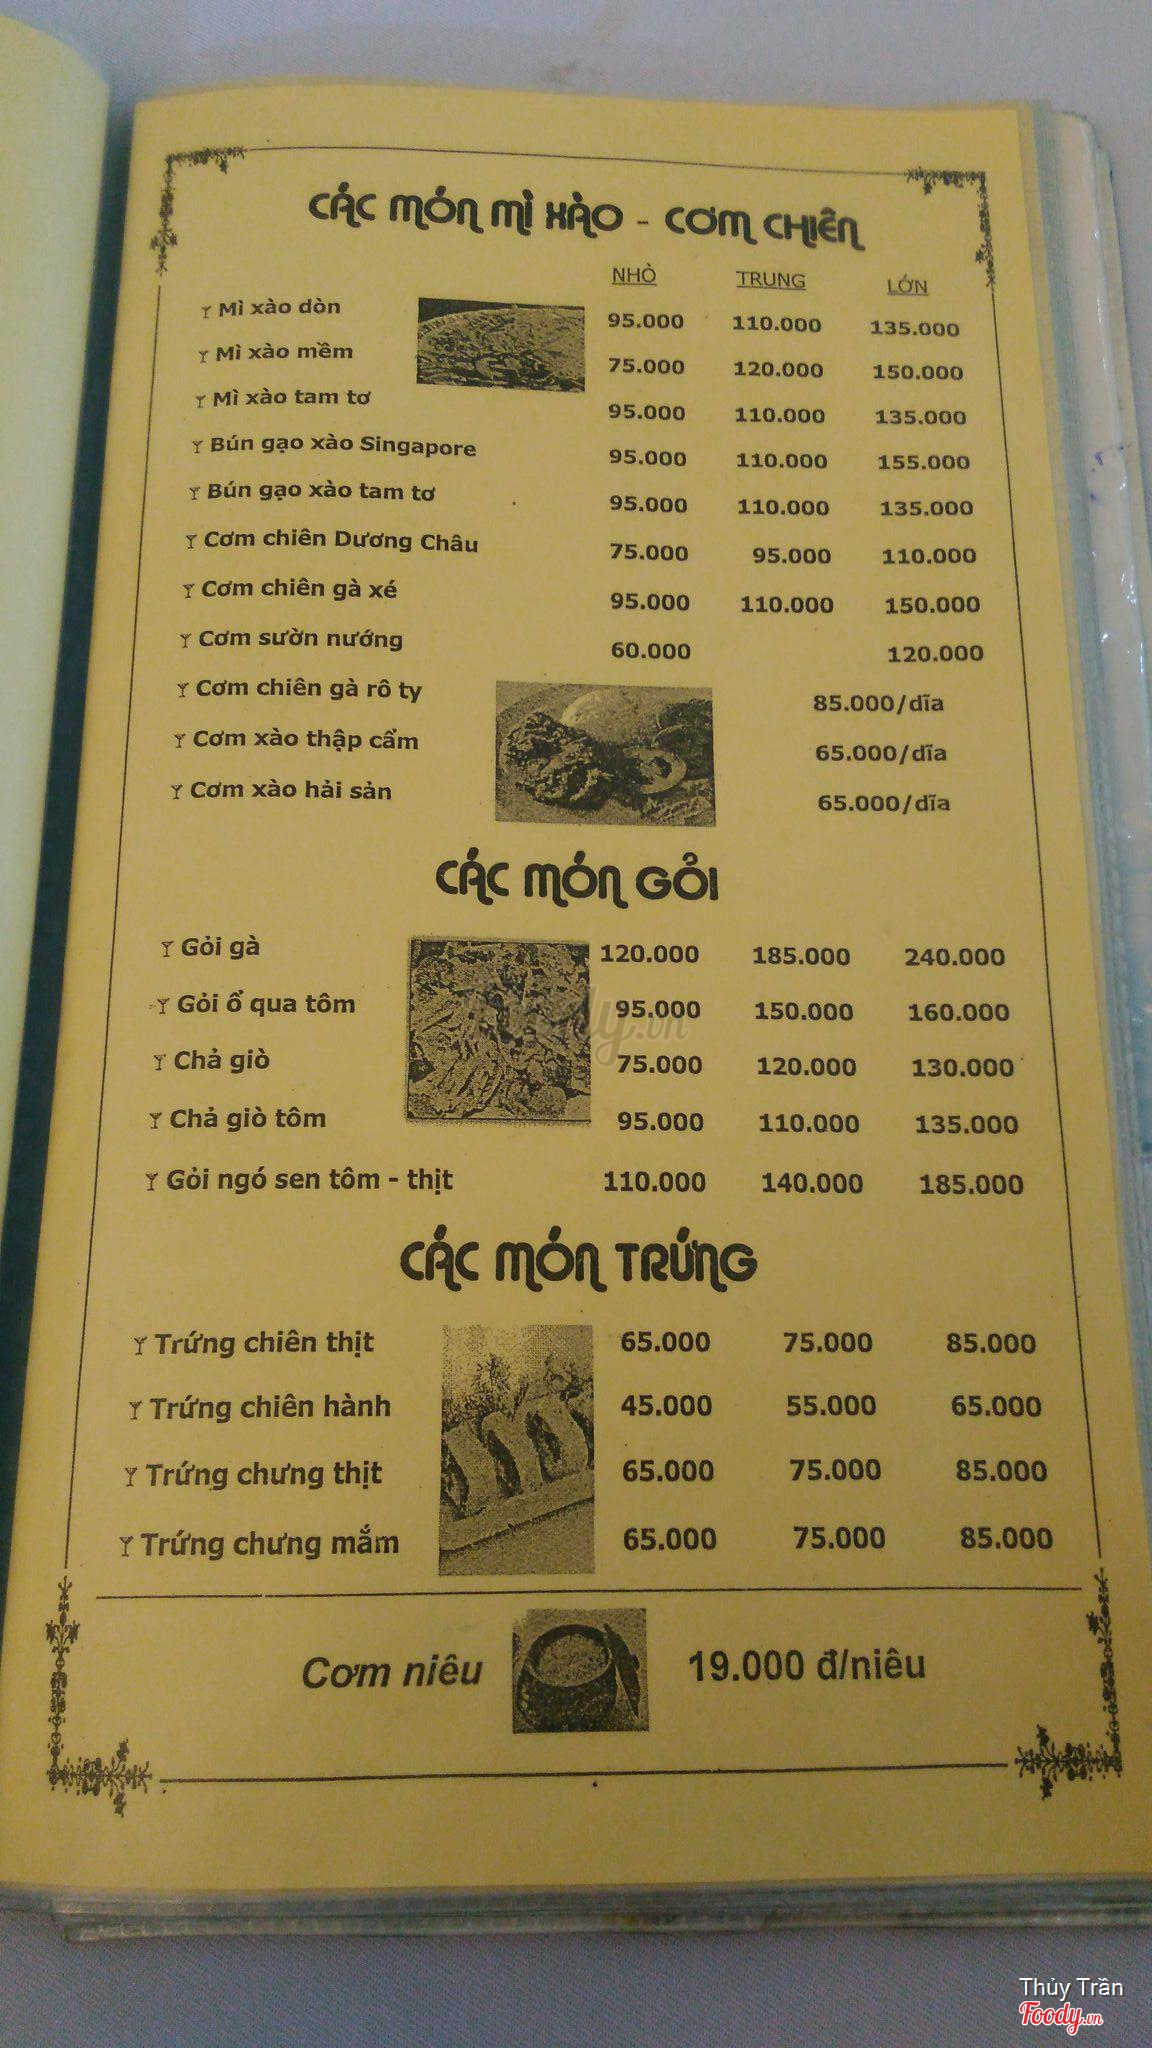 CÁC MÓN MÌ XÀO - CƠM CHIÊN
NHỎ TRUNG LỚN
Mì xào dòn 95.000 110.000 135.000
Mì xào mềm 75.000 120.000 150.000
Mì xào tam tơ 95.000 110.000 135.000
Bún gạo xào Singapore 95.000 110.000 155.000
Bún gạo xào tam tơ 95.000 110.000 135.000
Cơm chiên Dương Châu 75.000 95.000 110.000
Cơm chiên gà xé 95.000 110.000 150.000
Cơm sườn nướng 60.000 120.000
Cơm chiên gà rô ty 85.000/dĩa
Cơm xào thập cẩm 65.000/dĩa
Cơm xào hải sản 65.000/dĩa
CÁC MÓN GỎI
Gỏi gà 120.000 185.000 240.000
Gỏi ổ qua tôm 95.000 150.000 160.000
Chả giò 75.000 120.000 130.000
Chả giò tôm 95.000 110.000 135.000
Gỏi ngó sen tôm - thịt 110.000 140.000 185.000
CÁC MÓN TRỨNG
Trứng chiên thịt 65.000 75.000 85.000
Trứng chiên hành 45.000 55.000 65.000
Trứng chưng thịt 65.000 75.000 85.000
Trứng chưng mắm 65.000 75.000 85.000
Cơm niêu 19.000 đ/niêu
Thủy Trần
Foody.vn